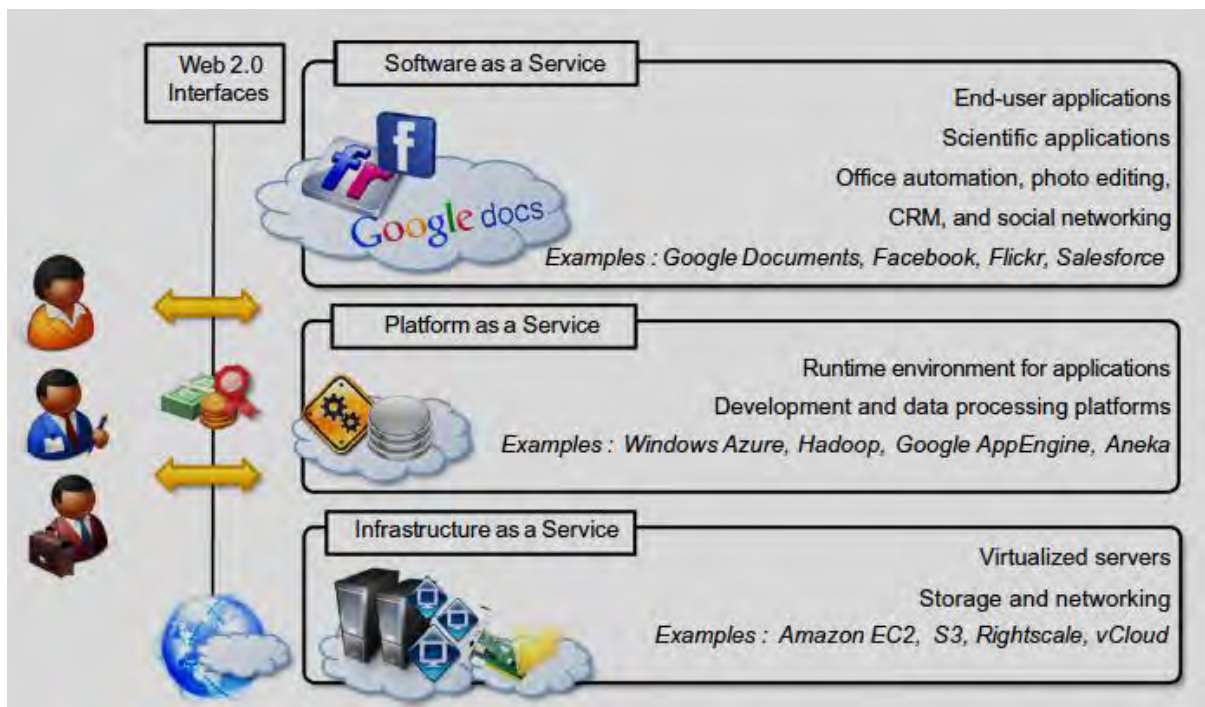 Web 2.0
Interfaces
Software as a Service
End-user applications
Scientific applications
Office automation, photo editing,
CRM, and social networking
Examples : Google Documents, Facebook, Flickr, Salesforce
fr
f
Google docs
Platform as a Service
Runtime environment for applications
Development and data processing platforms
Examples : Windows Azure, Hadoop, Google AppEngine, Aneka
Infrastructure as a Service
Virtualized servers
Storage and networking
Examples : Amazon EC2, S3, Rightscale, vCloud